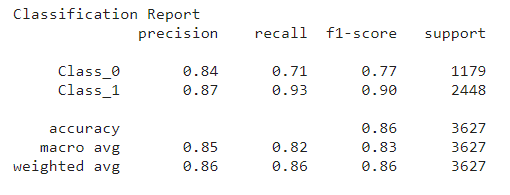 Classification Report
precision recall f1-score support
Class_0 0.84 0.71 0.77 1179
Class_1 0.87 0.93 0.90 2448
accuracy 0.86 3627
macro avg 0.85 0.82 0.83 3627
weighted avg 0.86 0.86 0.86 3627